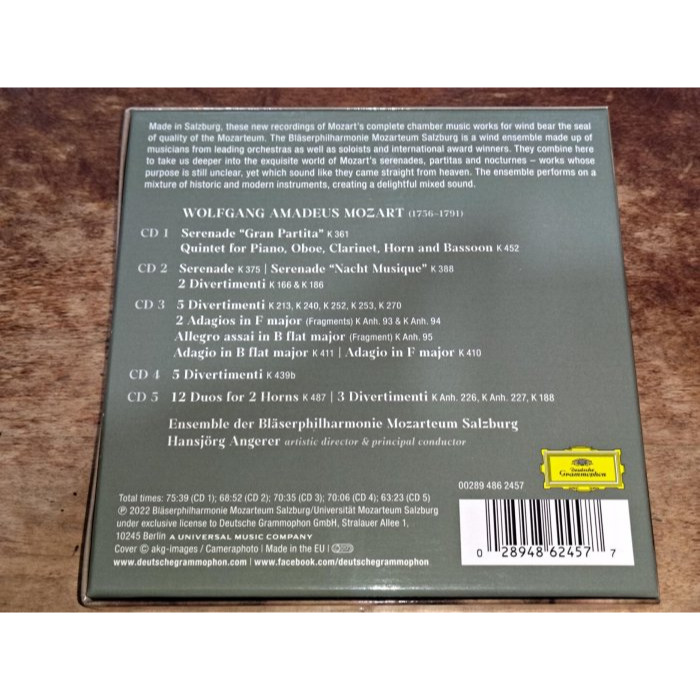 Made in Salzburg, these new recordings of Mozart's complete chamber music works for wind bear the seal
of quality of the Mozarteum. The Bläserphilharmonie Mozarteum Salzburg is a wind ensemble made up of
musicians from leading orchestras as well as soloists and international award winners. They combine here
to take us deeper into the exquisite world of Mozart's serenades, partitas and nocturnes – works whose
purpose is still unclear, yet which sound like they came straight from heaven. The ensemble performs on a
mixture of historic and modern instruments, creating a delightful mixed sound.
WOLFGANG AMADEUS MOZART (1756–1791)
CD 1 Serenade "Gran Partita" K 361
Quintet for Piano, Oboe, Clarinet, Horn and Bassoon K 452
CD 2 Serenade K 375 | Serenade "Nacht Musique" K 388
2 Divertimenti K 166 & K 186
CD 3 5 Divertimenti K 213, K 240, K 252, K 253, K 270
2 Adagios in F major (Fragments) K Anh. 93 & K Anh. 94
Allegro assai in B flat major (Fragment) K Anh. 95
Adagio in B flat major K 411 | Adagio in F major K 410
CD 4 5 Divertimenti K 439b
CD 5 12 Duos for 2 Horns K 487 | 3 Divertimenti K Anh. 226, K Anh. 227, K 188
Ensemble der Bläserphilharmonie Mozarteum Salzburg
Hansjörg Angerer artistic director & principal conductor
Deutsche
Grammophon
00289 486 2457
Total times: 75:39 (CD 1); 68:52 (CD 2); 70:35 (CD 3); 70:06 (CD 4); 63:23 (CD 5)
℗ 2022 Bläserphilharmonie Mozarteum Salzburg/Universität Mozarteum Salzburg
under exclusive license to Deutsche Grammophon GmbH, Stralauer Allee 1,
10245 Berlin A UNIVERSAL MUSIC COMPANY
Cover © akg-images / Cameraphoto | Made in the EU |
www.deutschegrammophon.com | www.facebook.com/deutschegrammophon
0 28948 62457 7